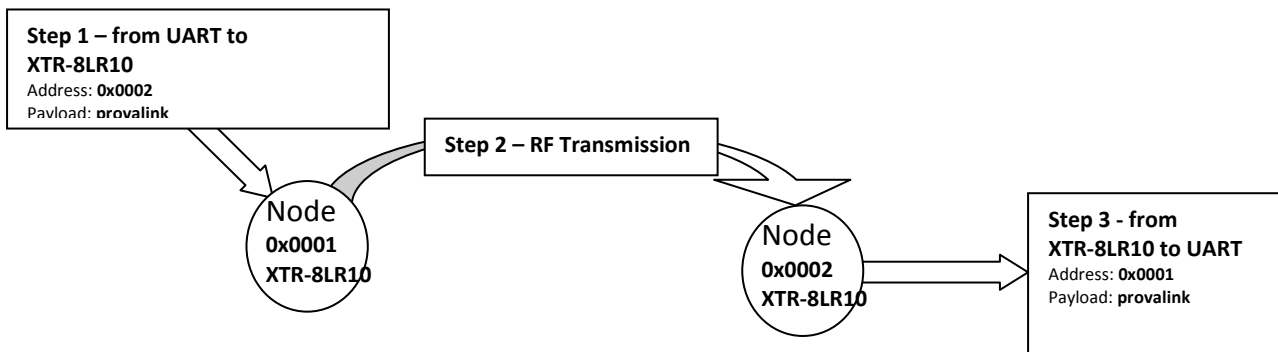 Step 1 – from UART to
XTR-8LR10
Address: 0x0002
Payload: provalink
Step 2 – RF Transmission
Node
0x0001
XTR-8LR10
Node
0x0002
XTR-8LR10
Step 3 - from
XTR-8LR10 to UART
Address: 0x0001
Payload: provalink